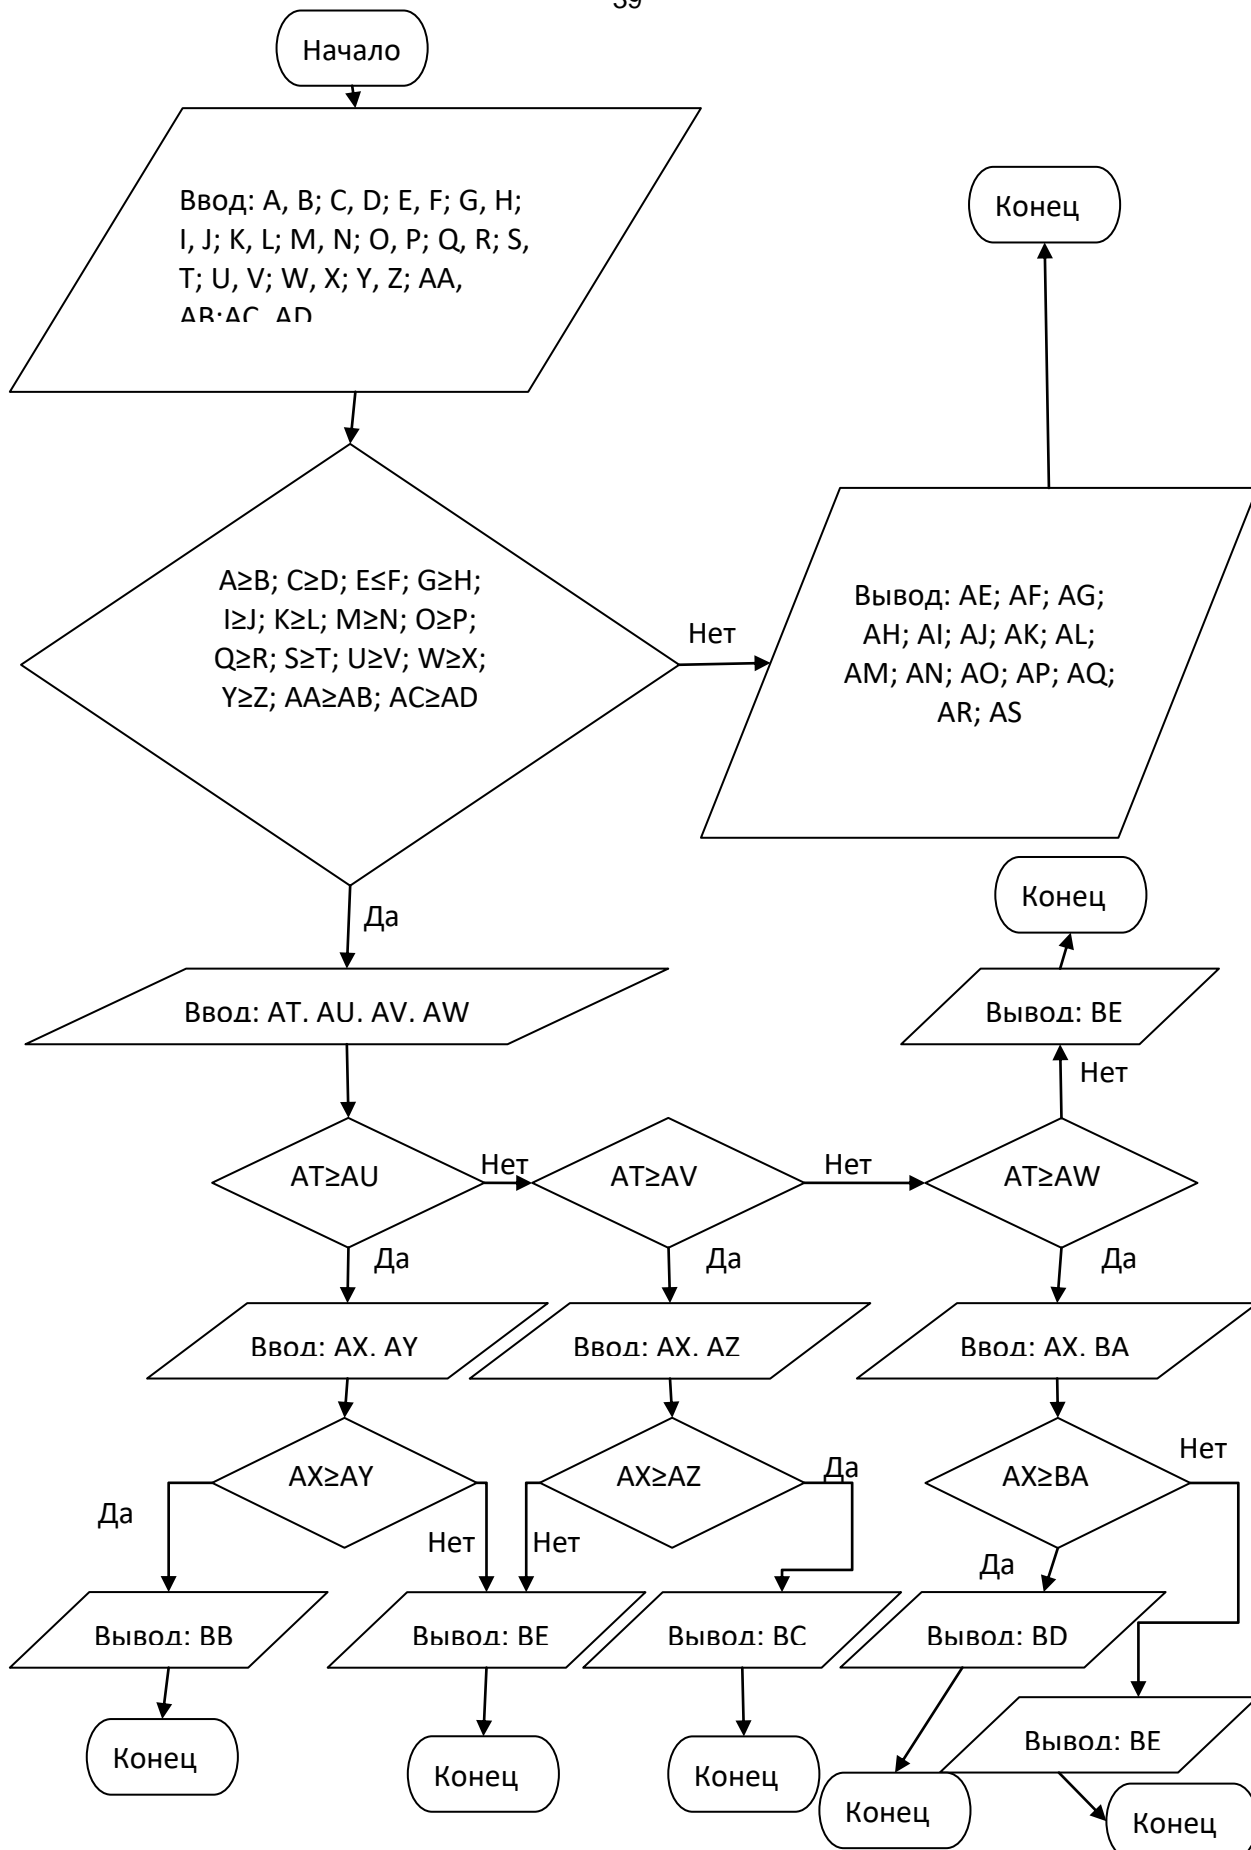 39
Начало
Ввод: A, B; C, D; E, F; G, H;
I, J; K, L; M, N; O, P; Q, R; S,
T; U, V; W, X; Y, Z; AA,
AB;AC, AD
Конец
A≥B; C≥D; E≤F; G≥H;
I≥J; K≥L; M≥N; O≥P;
Q≥R; S≥T; U≥V; W≥X;
Y≥Z; AA≥AB; AC≥AD
Нет
Вывод: AE; AF; AG;
AH; AI; AJ; AK; AL;
AM; AN; AO; AP; AQ;
AR; AS
Да
Конец
Ввод: AT, AU, AV, AW
Вывод: BE
Нет
AT≥AU
Нет
AT≥AV
Нет
AT≥AW
Да
Да
Да
Ввод: AX, AY
Ввод: AX, AZ
Ввод: AX, BA
AX≥AY
AX≥AZ
Да
AX≥BA
Нет
Да
Нет
Нет
Да
Вывод: BB
Вывод: BE
Вывод: BC
Вывод: BD
Вывод: BE
Конец
Конец
Конец
Конец
Конец